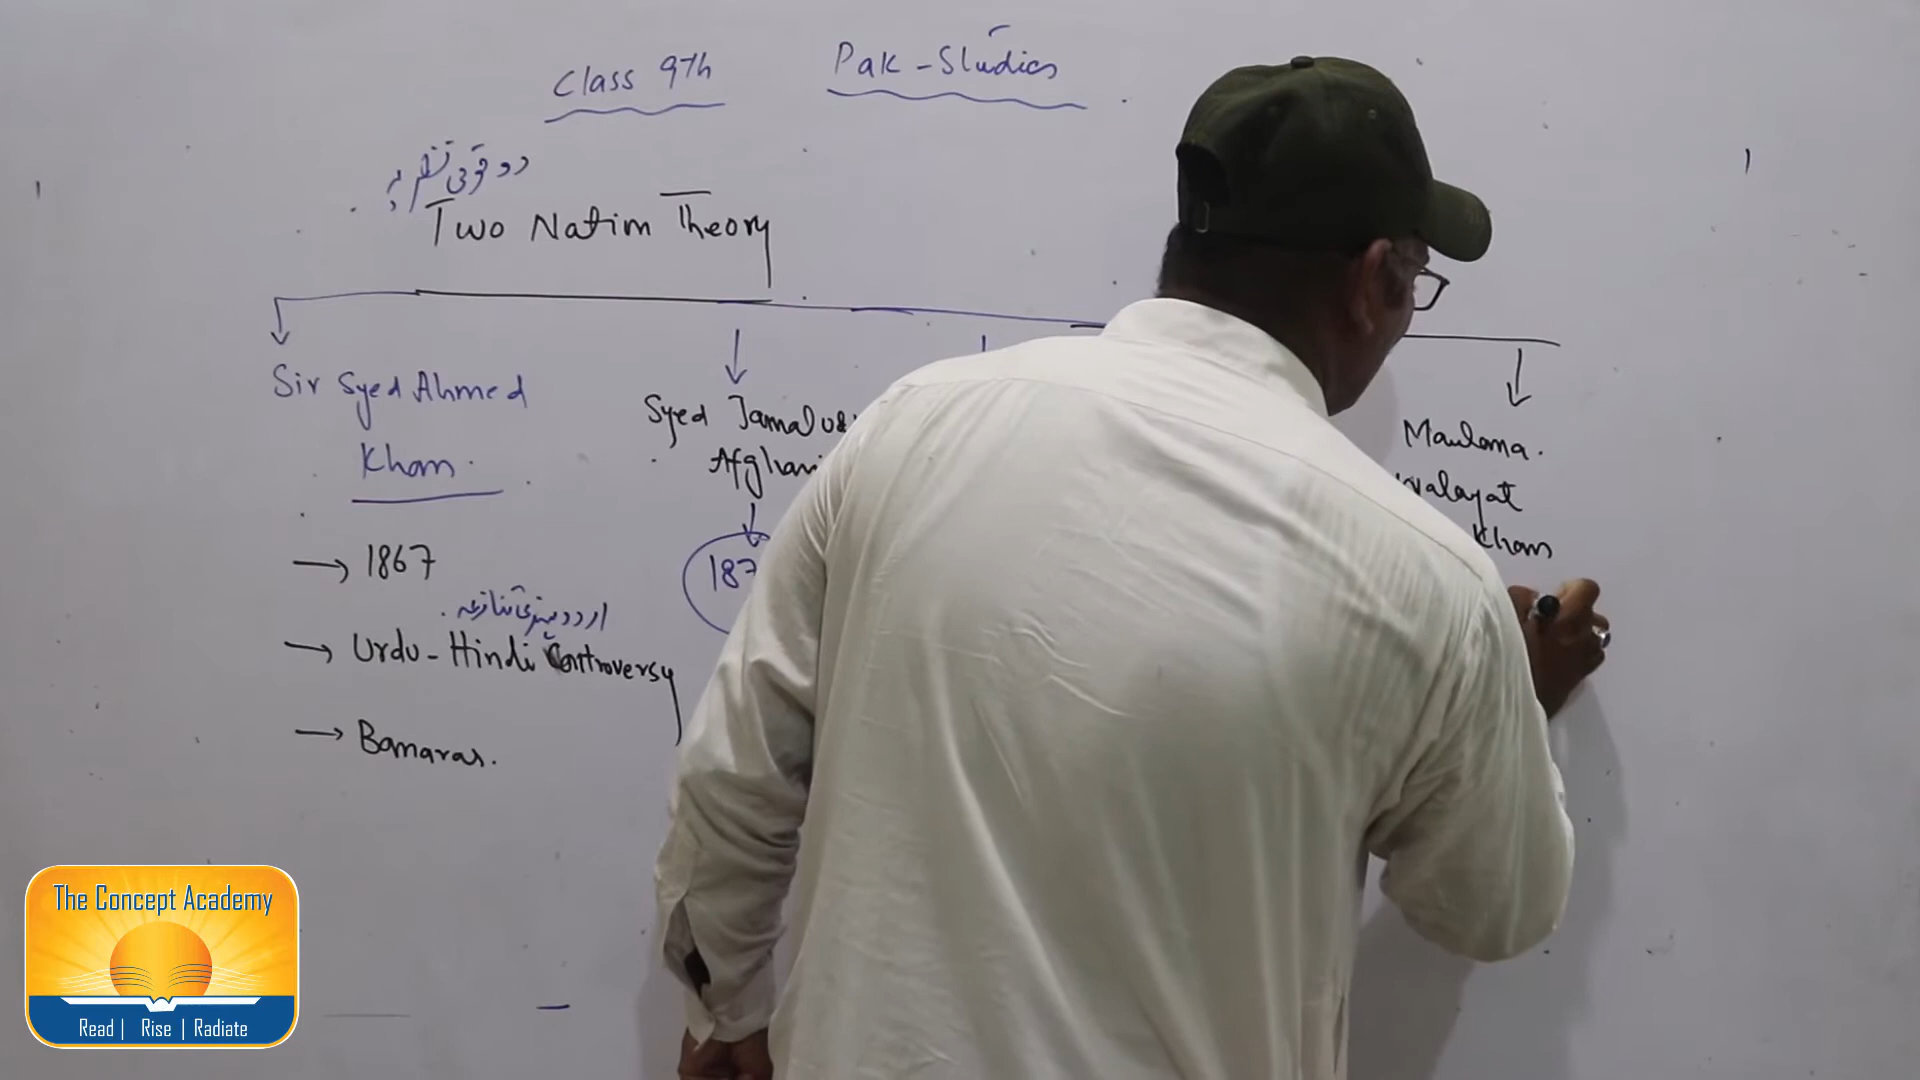 Class 9th
Pak-Studies
دو قومی نظریہ
Two Nation Theory
Sir Syed Ahmed
Khan.
→ 1867
اردو ہندی تنازعہ
→ Urdu-Hindi Controversy
→ Banaras.
Syed Jamal
Afghani
187
Maulana.
Walayat
Khan
The Concept Academy
Read | Rise | Radiate